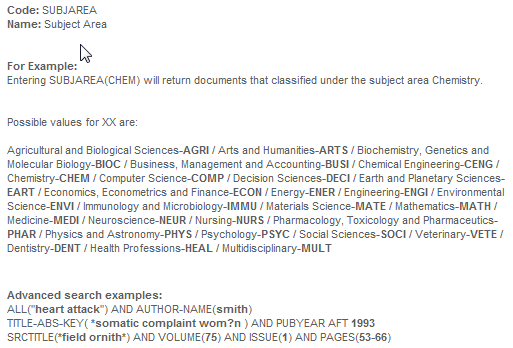 Code: SUBJAREA
Name: Subject Area
For Example:
Entering SUBJAREA(CHEM) will return documents that classified under the subject area Chemistry.
Possible values for XX are:
Agricultural and Biological Sciences-AGRI / Arts and Humanities-ARTS / Biochemistry, Genetics and
Molecular Biology-BIOC / Business, Management and Accounting-BUSI / Chemical Engineering-CENG /
Chemistry-CHEM / Computer Science-COMP / Decision Sciences-DECI / Earth and Planetary Sciences-
EART / Economics, Econometrics and Finance-ECON / Energy-ENER / Engineering-ENGI / Environmental
Science-ENVI / Immunology and Microbiology-IMMU / Materials Science-MATE / Mathematics-MATH /
Medicine-MEDI / Neuroscience-NEUR / Nursing-NURS / Pharmacology, Toxicology and Pharmaceutics-
PHAR / Physics and Astronomy-PHYS / Psychology-PSYC / Social Sciences-SOCI / Veterinary-VETE /
Dentistry-DENT / Health Professions-HEAL / Multidisciplinary-MULT
Advanced search examples:
ALL("heart attack") AND AUTHOR-NAME(smith)
TITLE-ABS-KEY( *somatic complaint wom?n ) AND PUBYEAR AFT 1993
SRCTITLE(*field ornith*) AND VOLUME(75) AND ISSUE(1) AND PAGES(53-66)